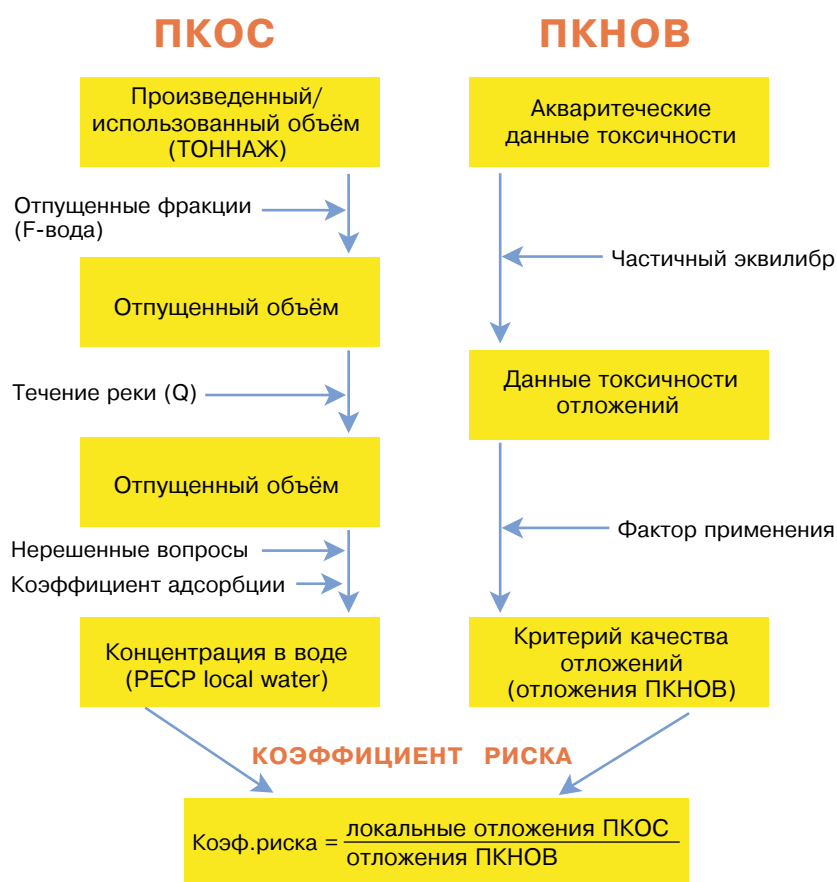 ПКОС
Произведенный/
использованный объём
(ТОННАЖ)
Отпущенные фракции
(F-вода)
Отпущенный объём
Течение реки (Q)
Отпущенный объём
Нерешенные вопросы
Коэффициент адсорбции
Концентрация в воде
(PECP local water)
ПКНОВ
Акваритеческие
данные токсичности
Частичный эквилибр
Данные токсичности
отложений
Фактор применения
Критерий качества
отложений
(отложения ПКНОВ)
КОЭФФИЦИЕНТ РИСКА
Коэф.риска = локальные отложения ПКОС
отложения ПКНОВ